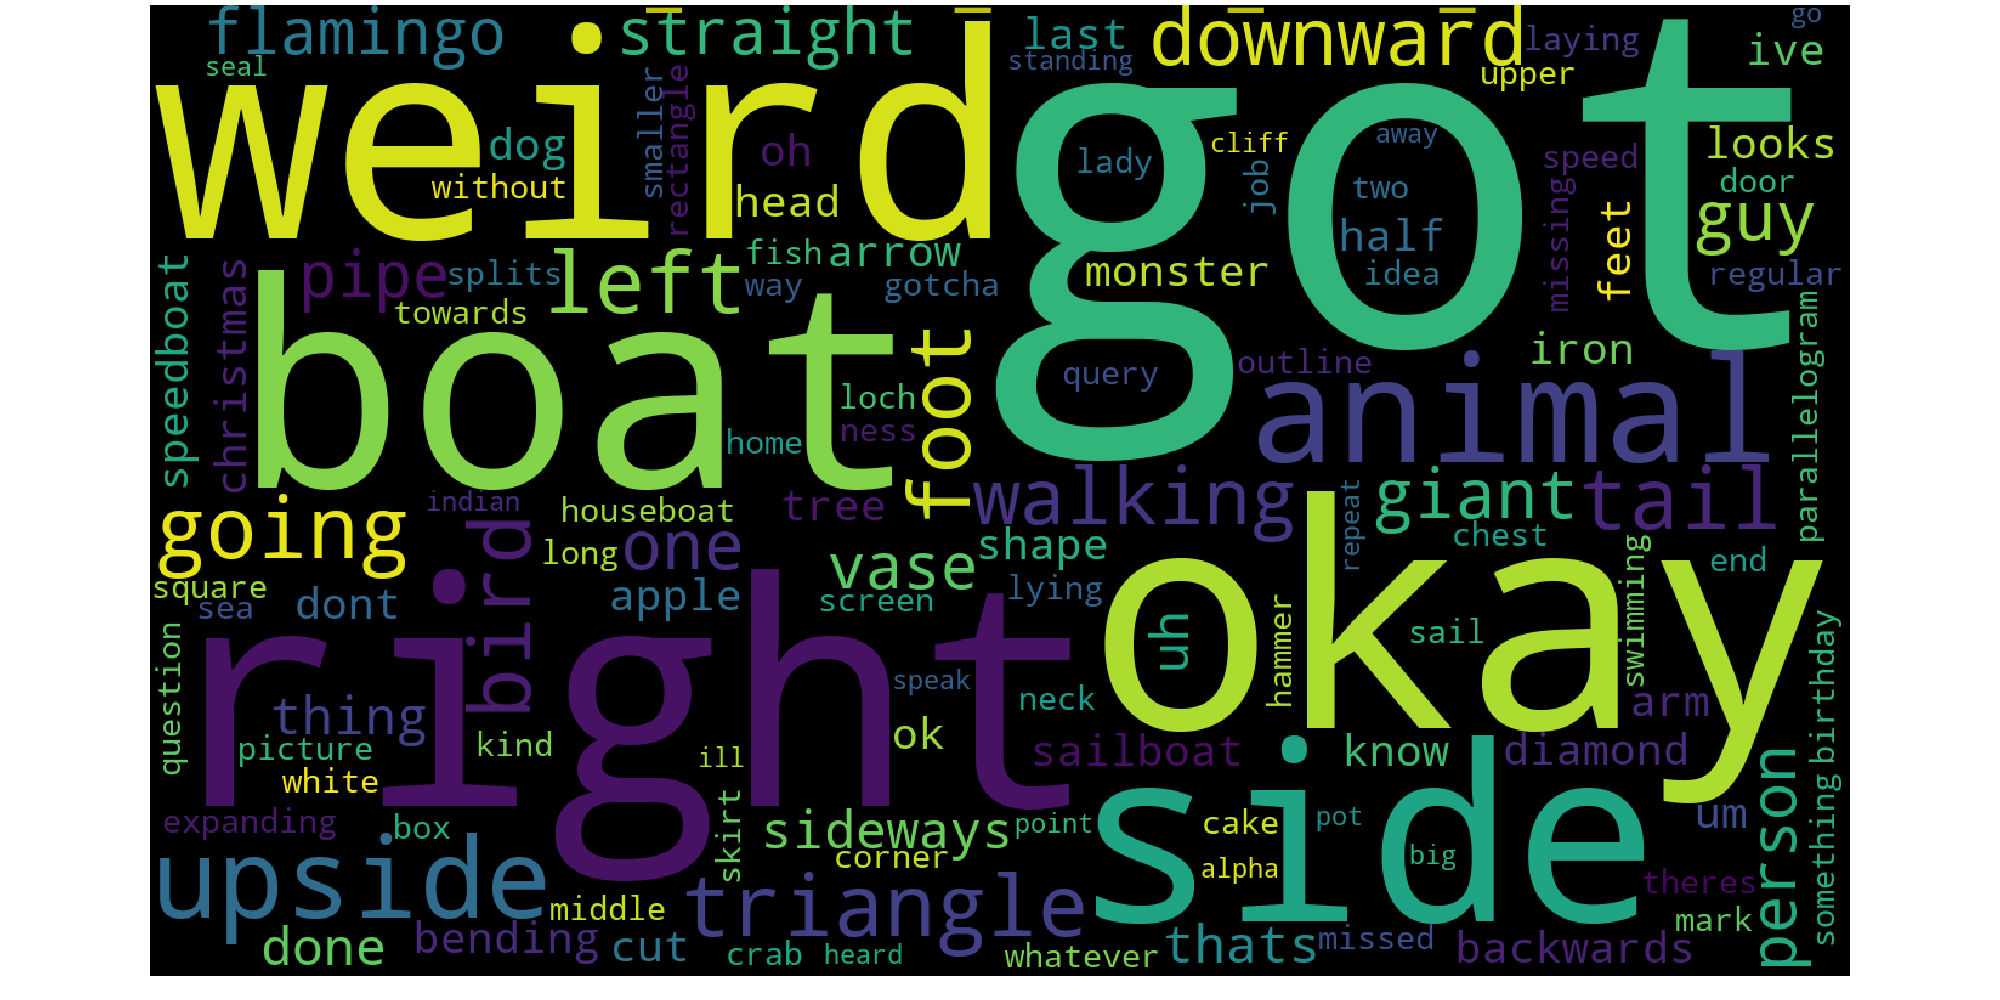 flamingo straight last downward laying go
ive
seal standing upper
weird got
smaller rectangle
dog oh cliff away looks
lady job speed
without head two door
missing feet guy
half
pipe splits left fish arrow monster idea regular
way gotcha
towards
speedboat christmas boat foot outline iron parallelogram
query animal
loch
home ness
going indian houseboat tree walking repeat giant tail
bird long one vase shape chest swimming end
square sea dont apple screen lying okay
right uh hammer sail birthday
question thing speak neck arm
picture kind ok sailboat know diamond
white ill side person
expanding box skirt sideways point cake pot um something
upside corner alpha big
middle triangle theres
mark
done bending cut crab heard whatever thats missed backwards